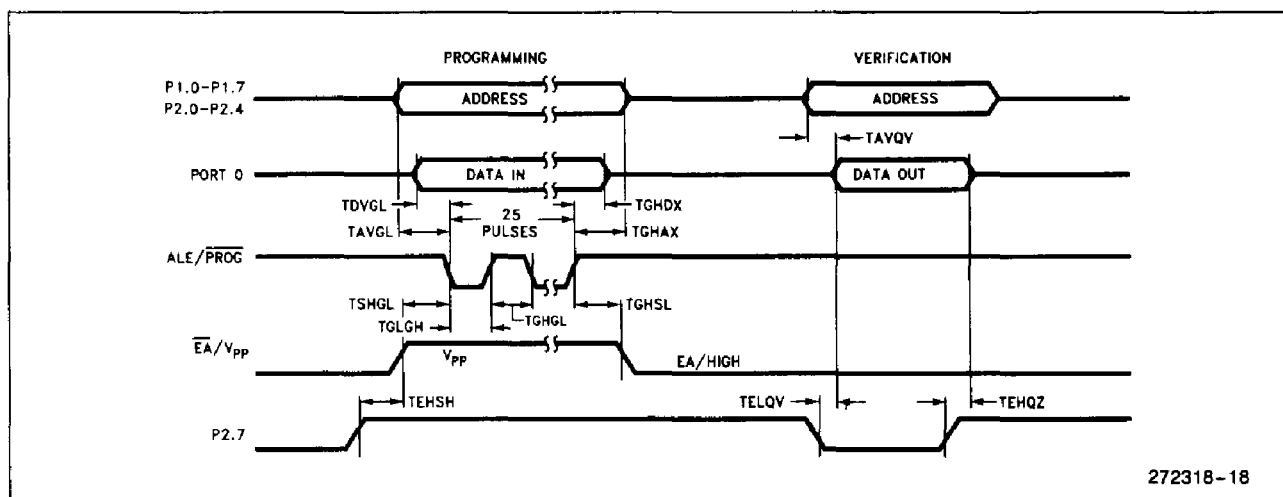 PROGRAMMING VERIFICATION
P1.0-P1.7
P2.0-P2.4
ADDRESS ADDRESS
TAVQV
PORT 0 DATA IN DATA OUT
TDVGL 25 TGHDX
TAVGL PULSES TGHAX
ALE/PROG
TSHGL TGHSL
TGLGH TGHGL
EA/VPP VPP EA/HIGH
TEHSH TELQV TEHQZ
P2.7
272318-18